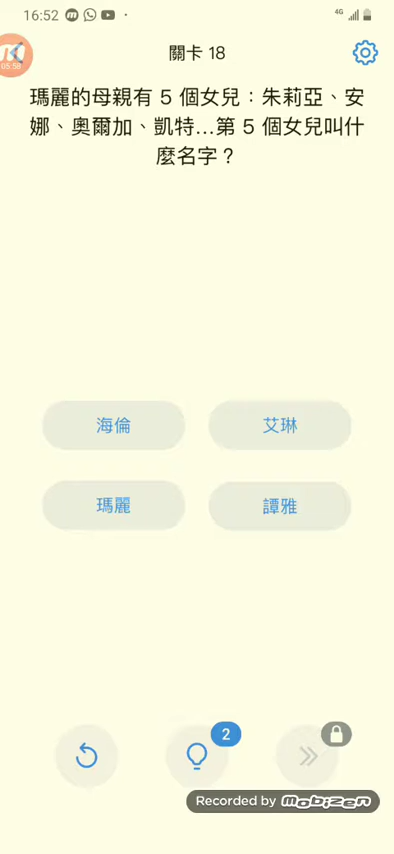 16:52
4G
05:58
關卡 18
瑪麗的母親有 5 個女兒：朱莉亞、安
娜、奧爾加、凱特...第 5 個女兒叫什
麼名字？
海倫
艾琳
瑪麗
譚雅
2
Recorded by mobizen